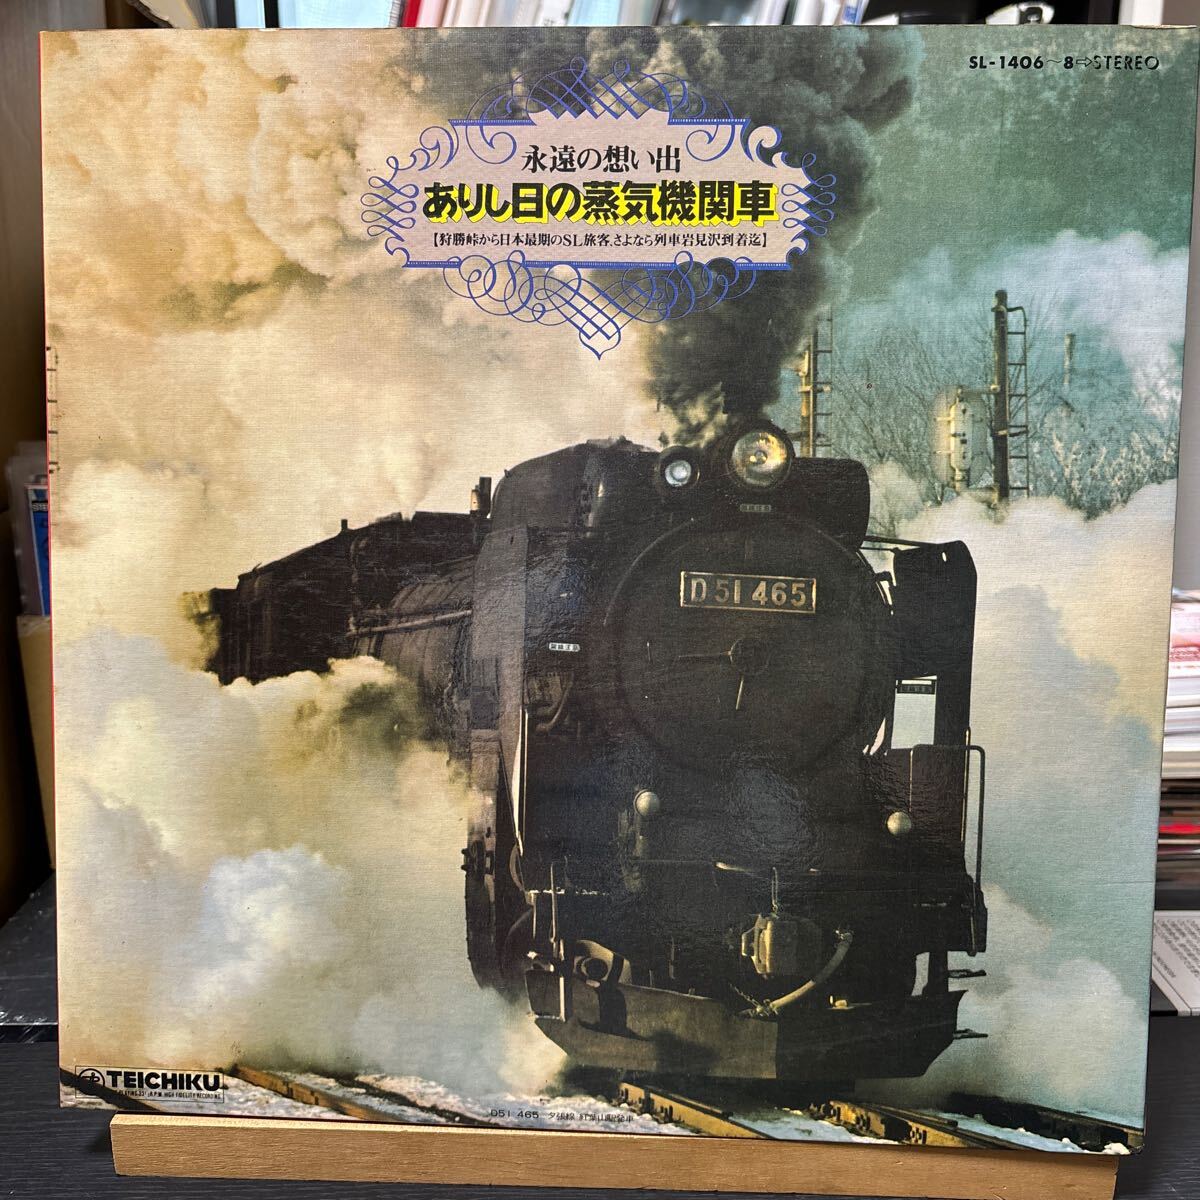 SL-1406~8⇨STEREO
永遠の想い出
ありし日の蒸気機関車
【狩勝峠から日本最期のSL旅客、さよなら列車岩見沢到着迄】
D51 465
TEICHIKU
D51 465 夕張線 紅葉山駅発車